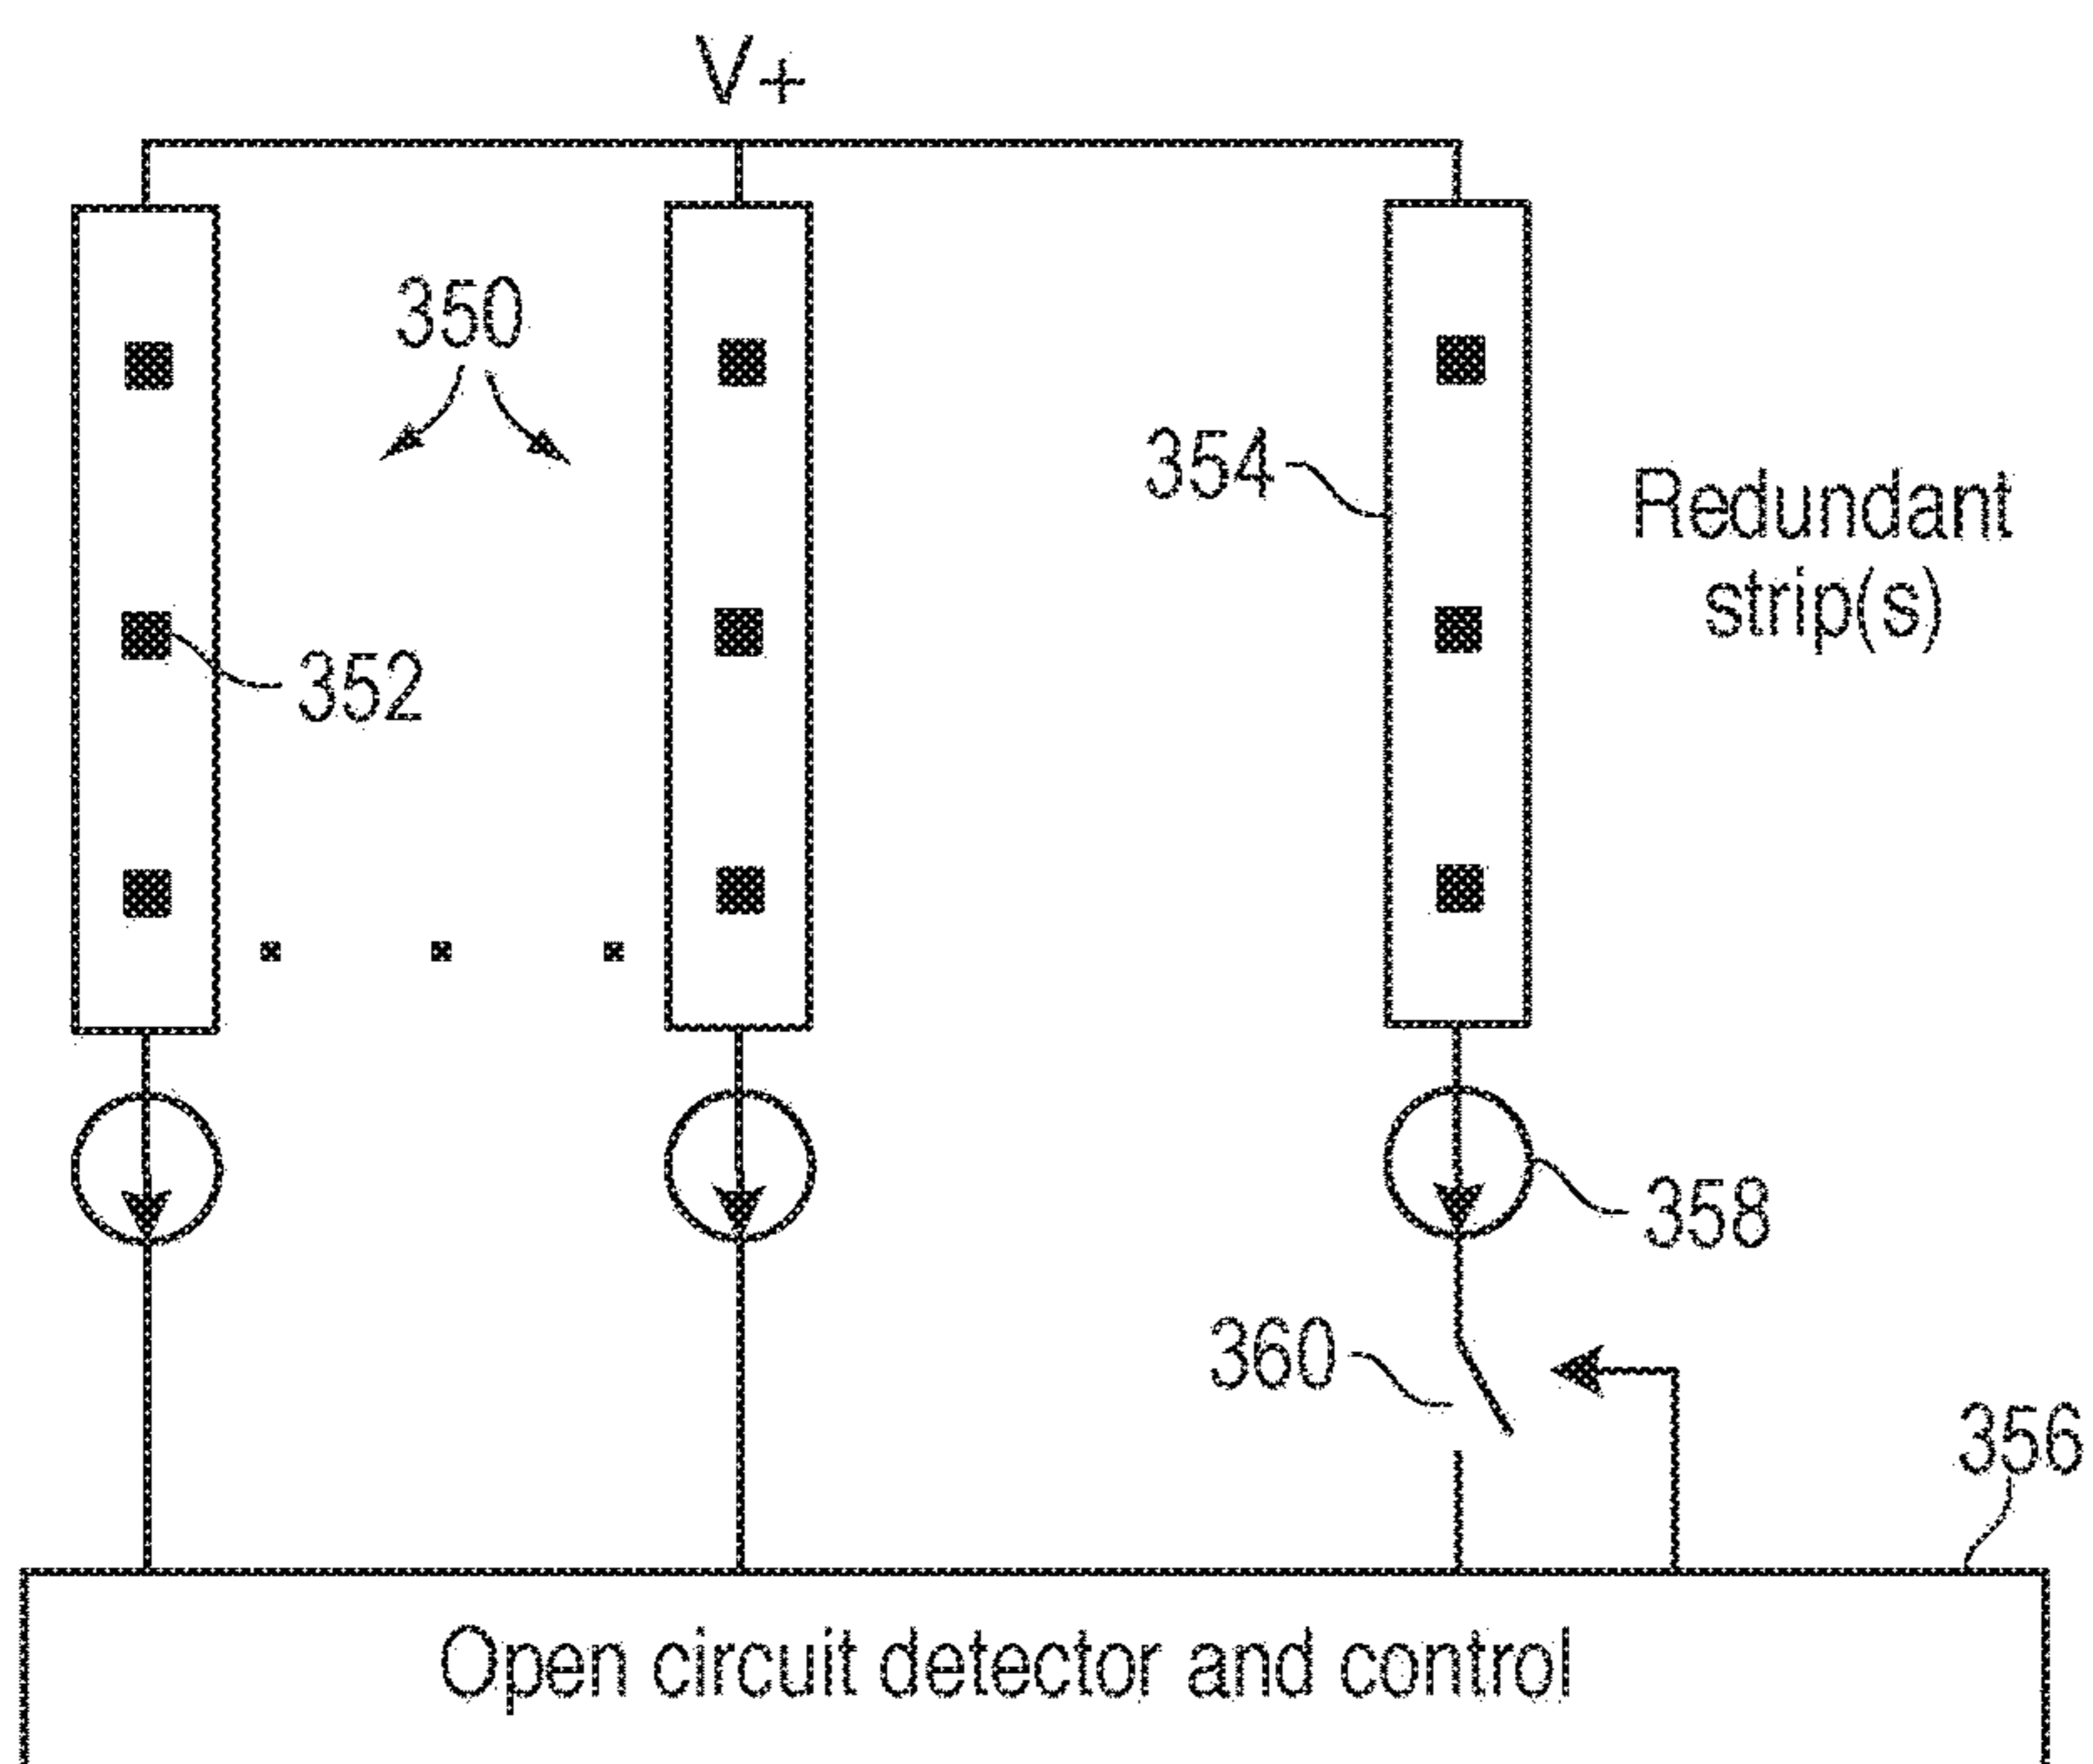 V+
350
354
Redundant
strip(s)
352
358
360
356
Open circuit detector and control